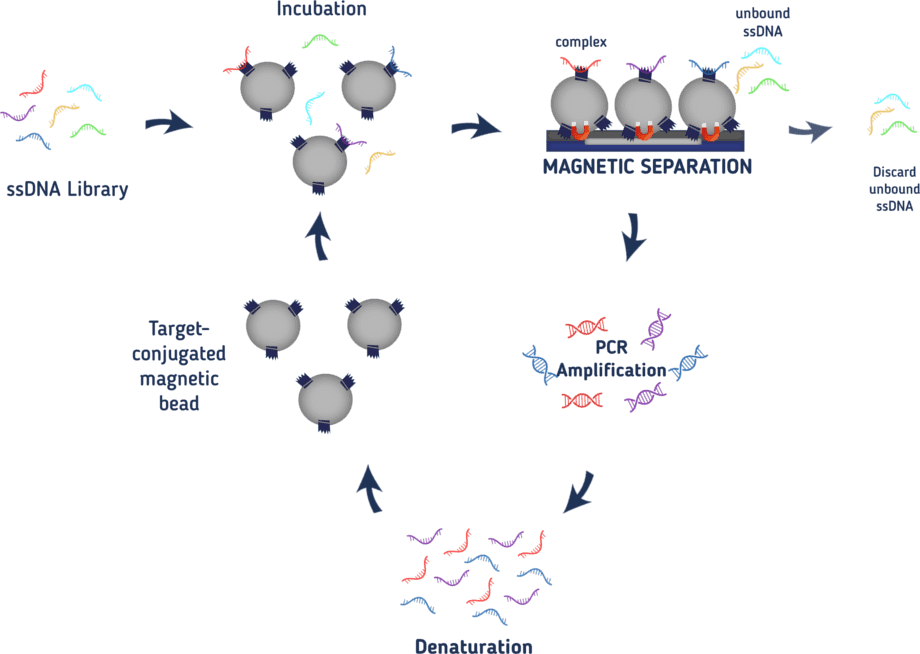 Incubation
unbound
ssDNA
complex
ssDNA Library
MAGNETIC SEPARATION
Discard
unbound
ssDNA
Target-
conjugated
magnetic
bead
PCR
Amplification
Denaturation